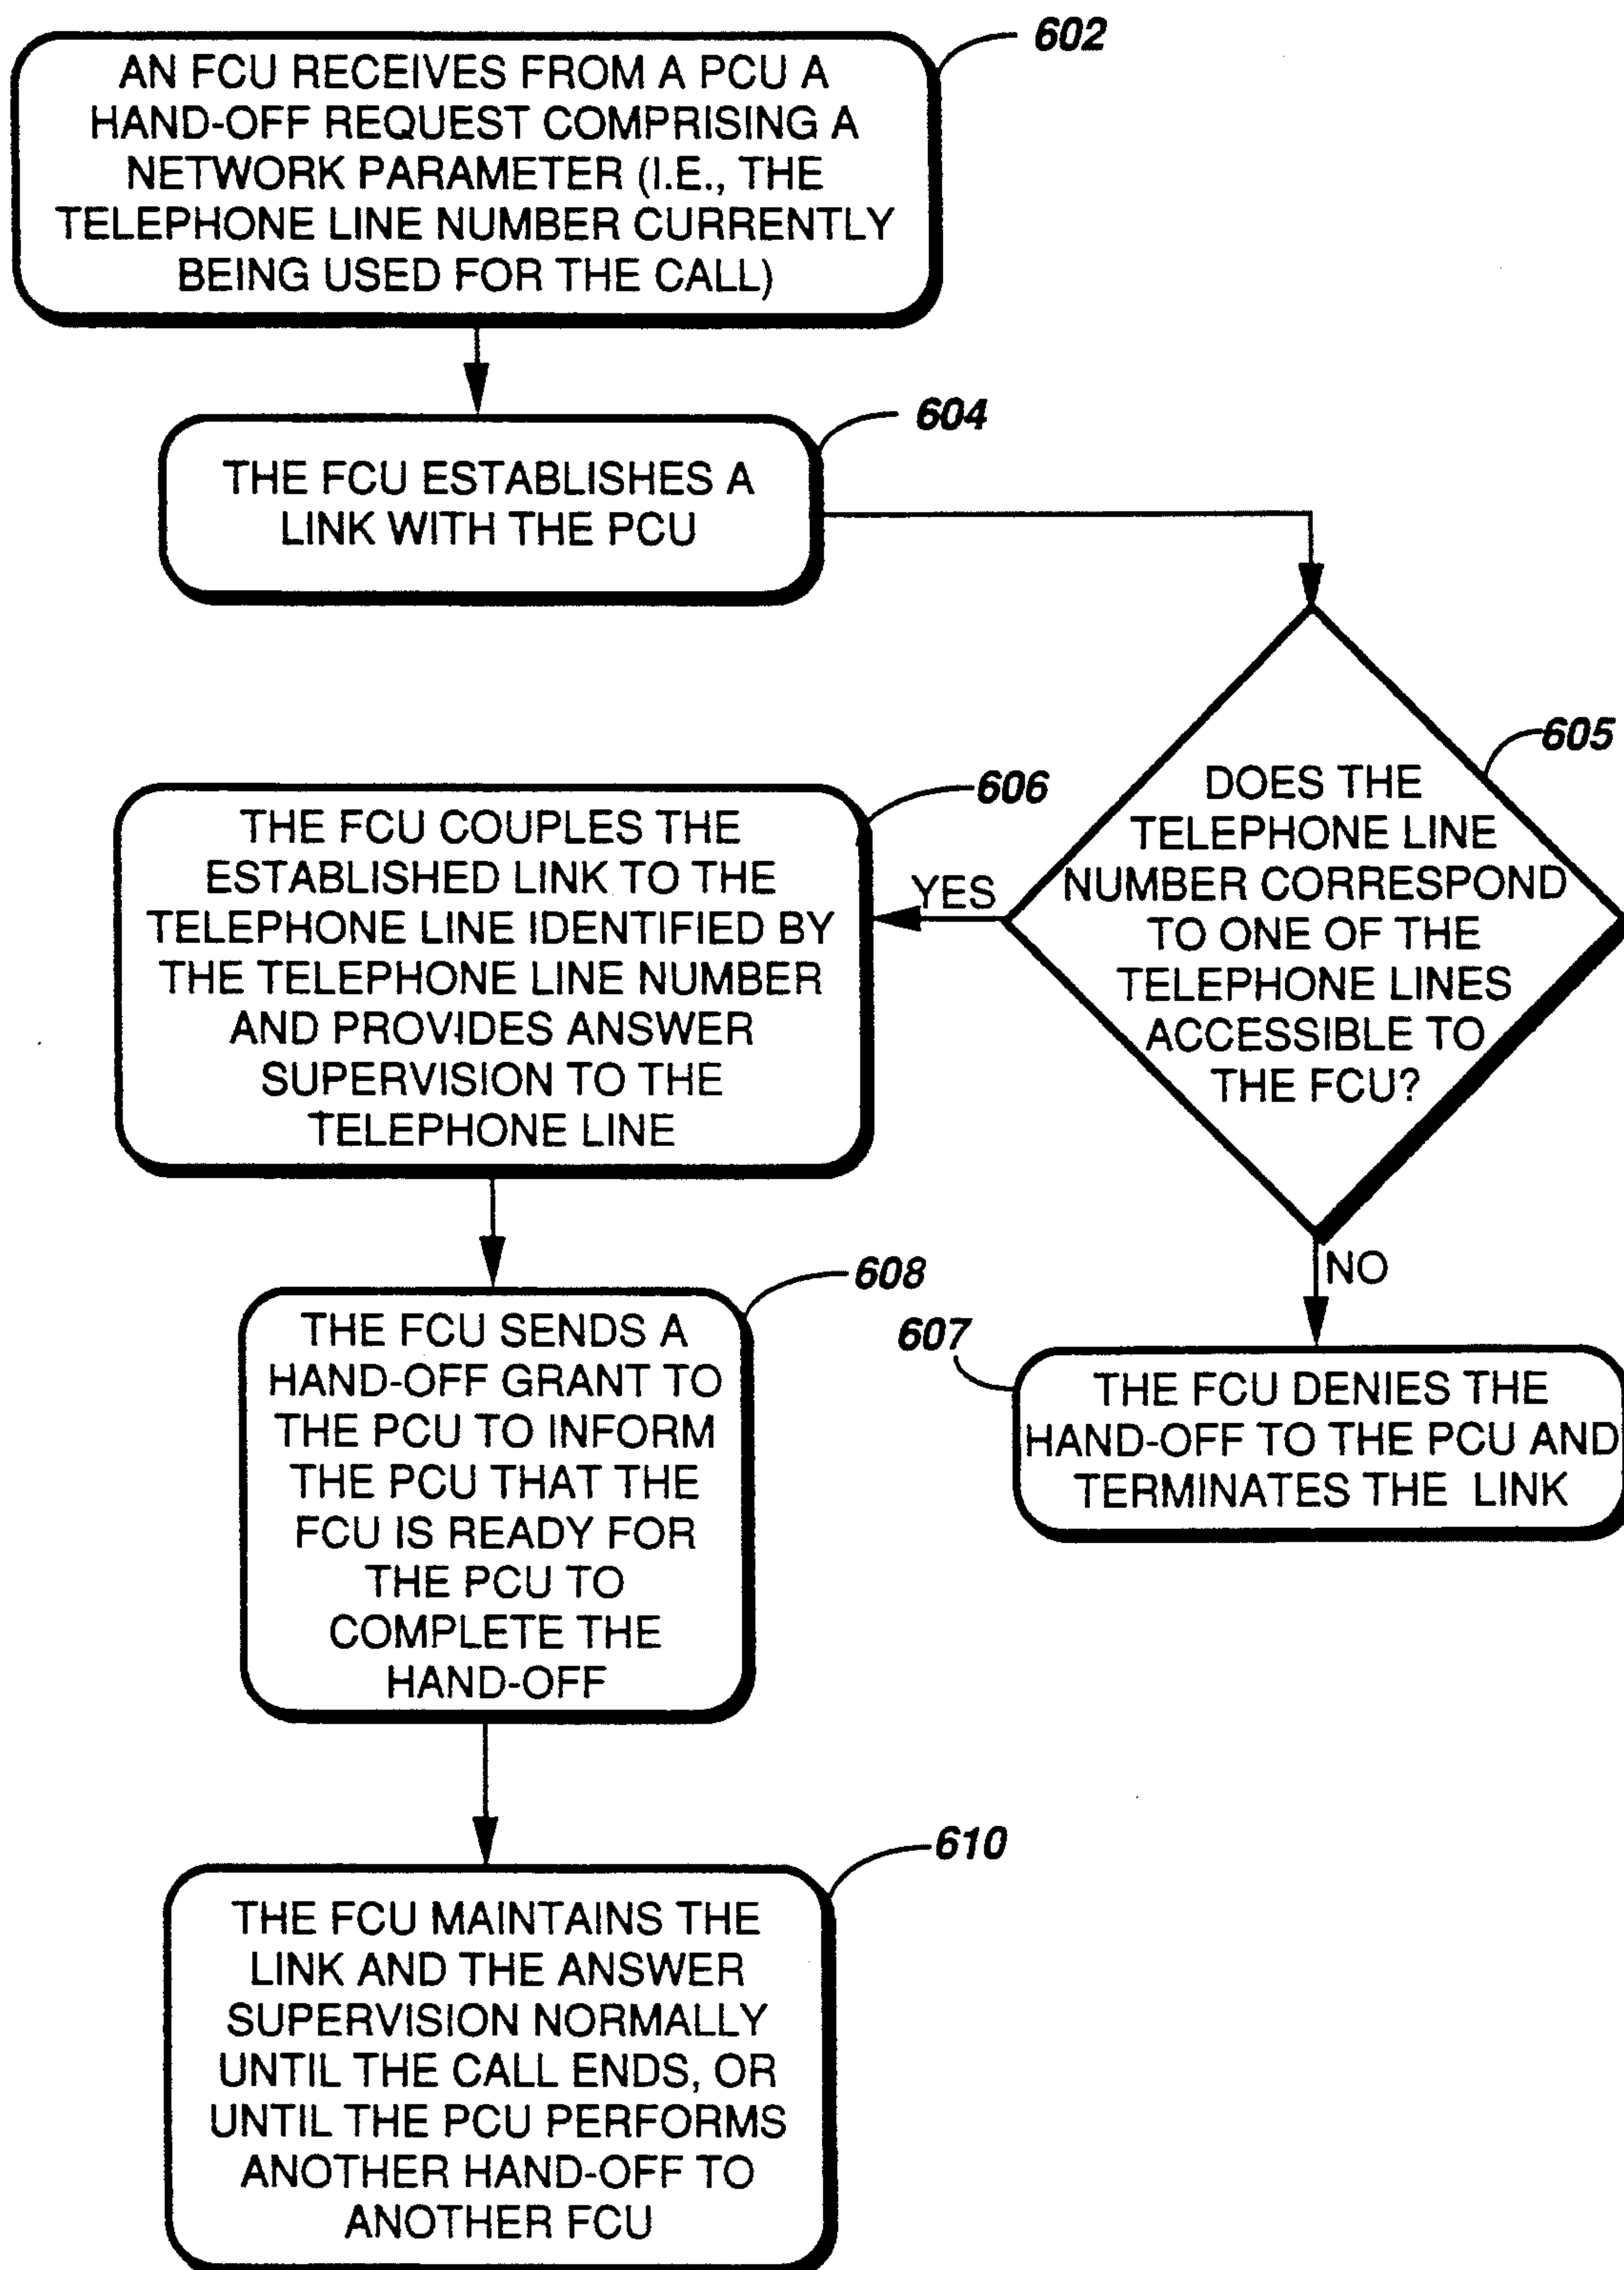 602
AN FCU RECEIVES FROM A PCU A
HAND-OFF REQUEST COMPRISING A
NETWORK PARAMETER (I.E., THE
TELEPHONE LINE NUMBER CURRENTLY
BEING USED FOR THE CALL)
604
THE FCU ESTABLISHES A
LINK WITH THE PCU
605
DOES THE
TELEPHONE LINE
NUMBER CORRESPOND
TO ONE OF THE
TELEPHONE LINES
ACCESSIBLE TO
THE FCU?
YES
606
THE FCU COUPLES THE
ESTABLISHED LINK TO THE
TELEPHONE LINE IDENTIFIED BY
THE TELEPHONE LINE NUMBER
AND PROVIDES ANSWER
SUPERVISION TO THE
TELEPHONE LINE
NO
607
THE FCU DENIES THE
HAND-OFF TO THE PCU AND
TERMINATES THE LINK
608
THE FCU SENDS A
HAND-OFF GRANT TO
THE PCU TO INFORM
THE PCU THAT THE
FCU IS READY FOR
THE PCU TO
COMPLETE THE
HAND-OFF
610
THE FCU MAINTAINS THE
LINK AND THE ANSWER
SUPERVISION NORMALLY
UNTIL THE CALL ENDS, OR
UNTIL THE PCU PERFORMS
ANOTHER HAND-OFF TO
ANOTHER FCU